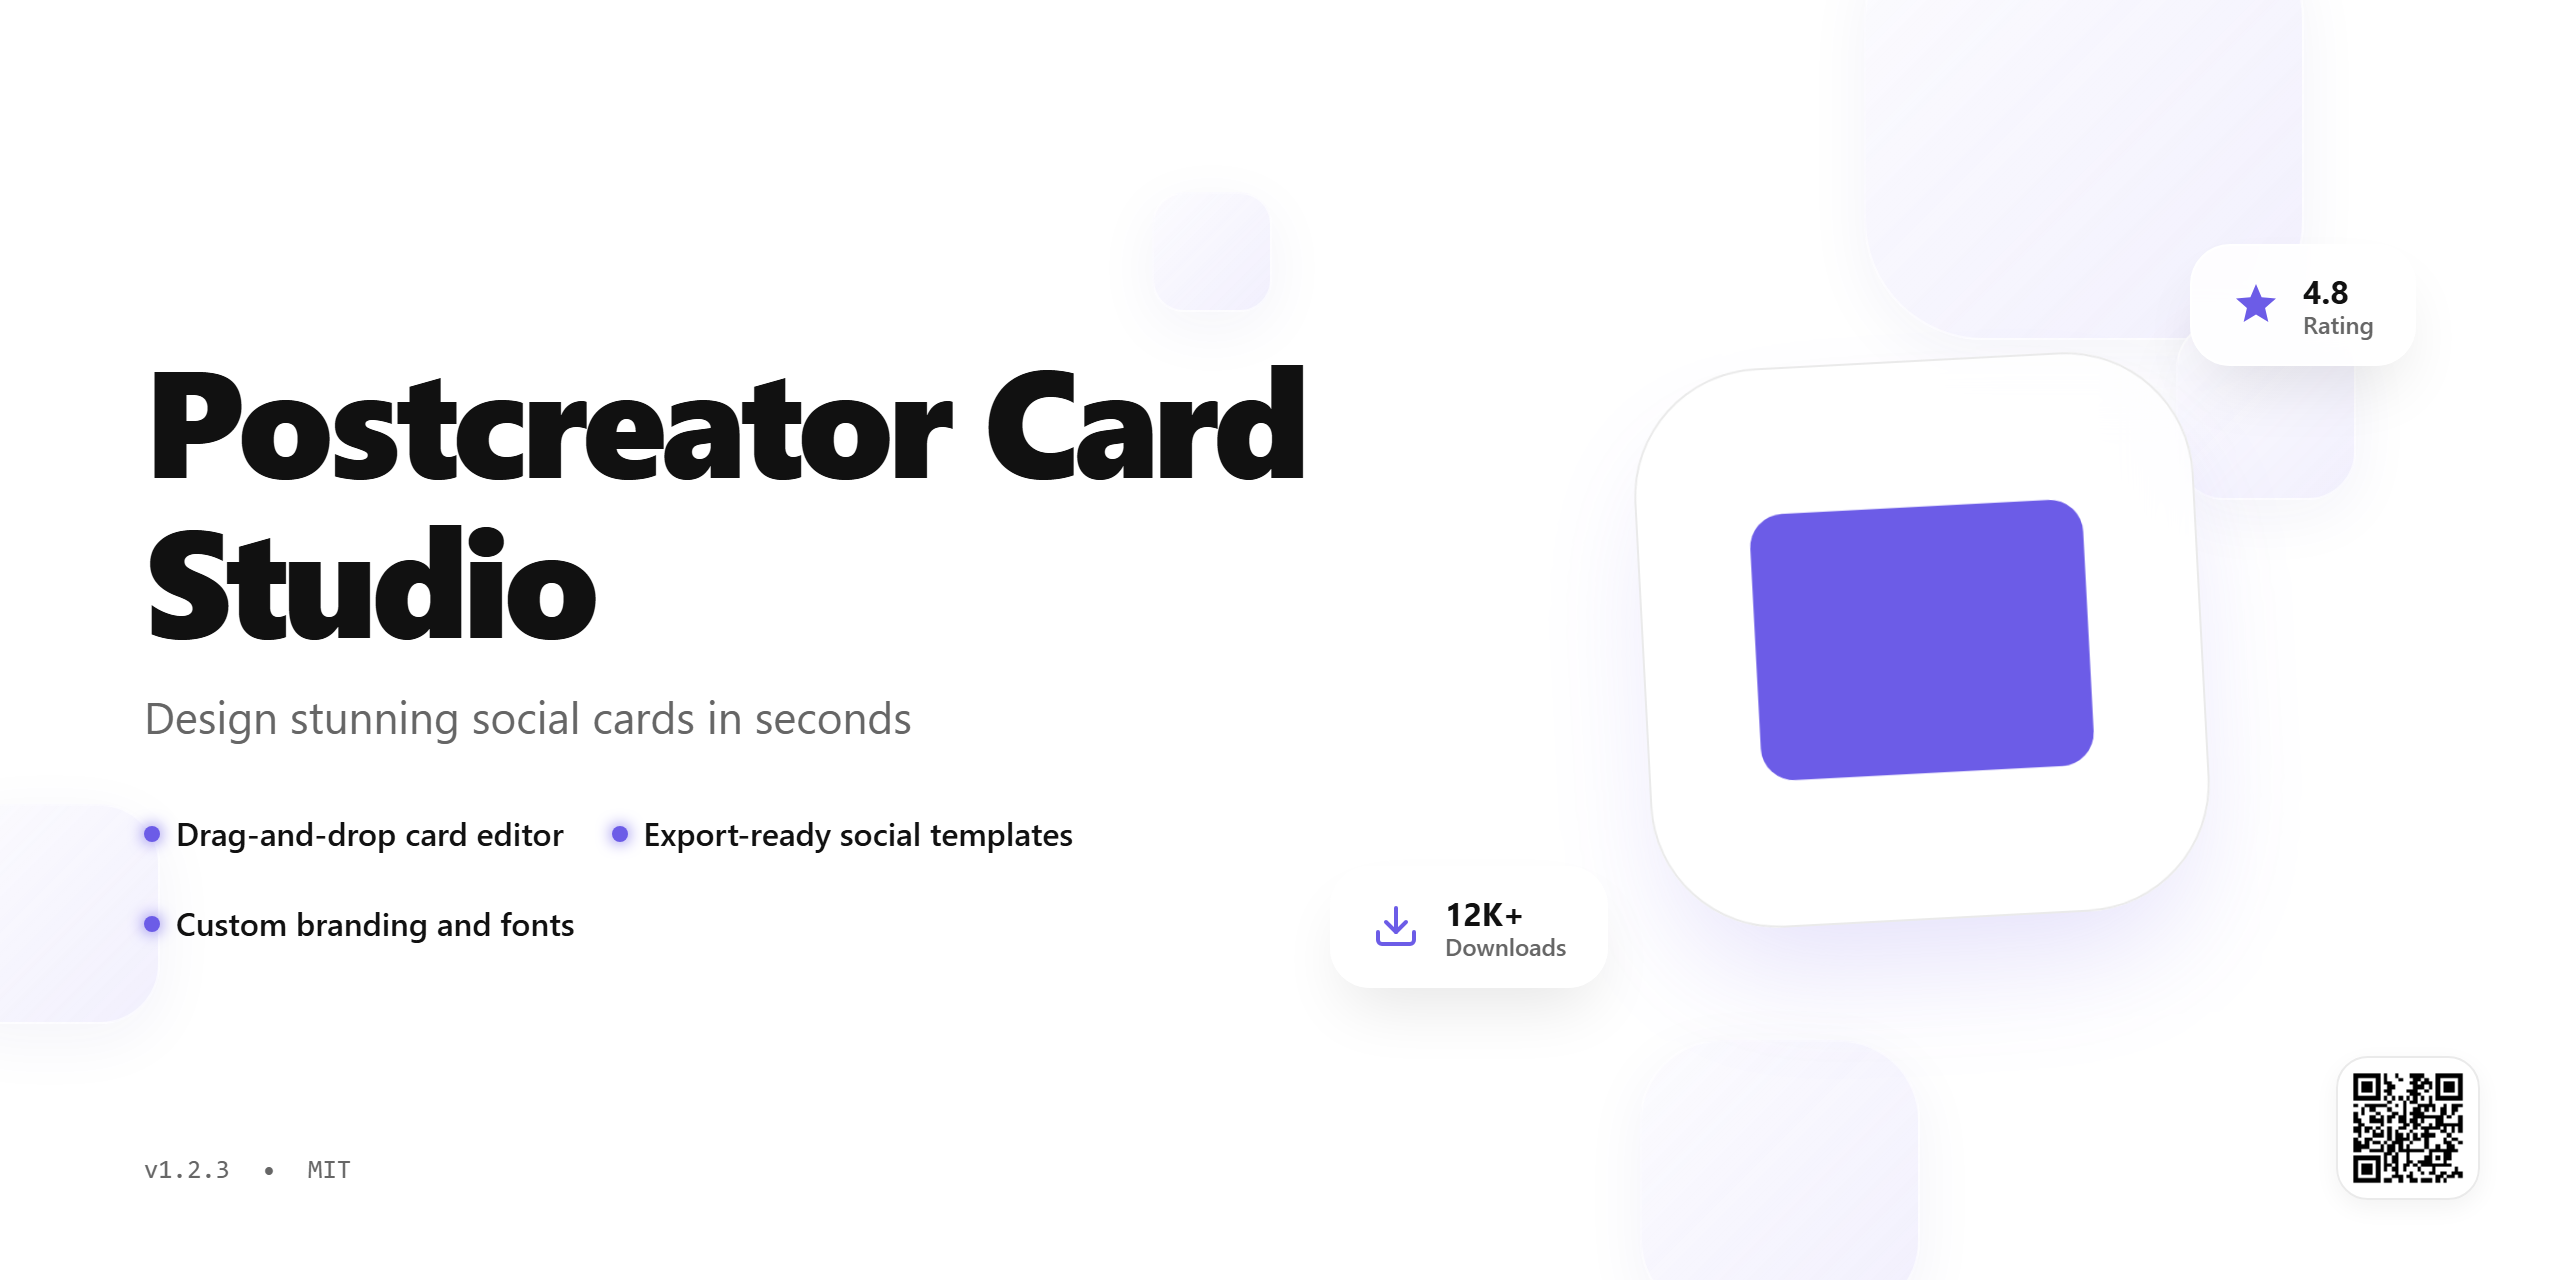 Postcreator Card
Studio
Design stunning social cards in seconds
Drag-and-drop card editor
Export-ready social templates
Custom branding and fonts
4.8
Rating
12K+
Downloads
v1.2.3 • MIT